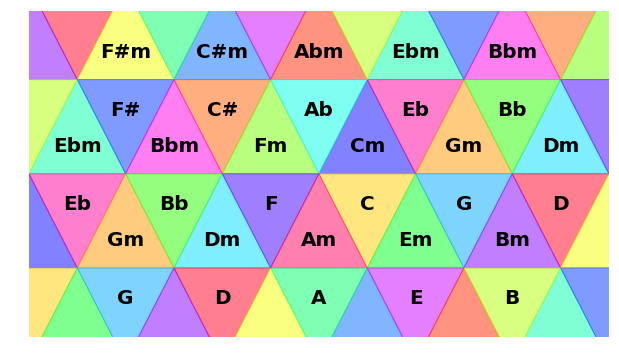 F#m C#m Abm Ebm Bbm
F# C# Ab Eb Bb
Ebm Bbm Fm Cm Gm Dm
Eb Bb F C G D
Gm Dm Am Em Bm
G D A E B